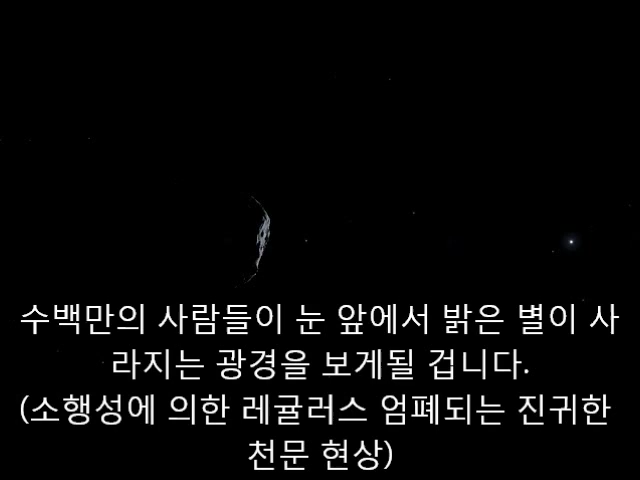 수백만의 사람들이 눈 앞에서 밝은 별이 사
라지는 광경을 보게될 겁니다.
(소행성에 의한 레귤러스 엄폐되는 진귀한
천문 현상)